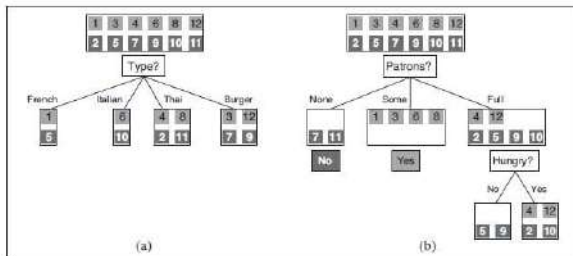 1 3 4 6 8 12
2 5 7 9 10 11
Type?
French Italian Thai Burger
1 6 4 8 3 12
5 10 2 11 7 9
(a)
1 3 4 6 8 12
2 5 7 9 10 11
Patrons?
None Some Full
1 3 6 8 4 12
7 11 2 5 9 10
No Yes Hungry?
No Yes
4 12
5 9 2 10
(b)